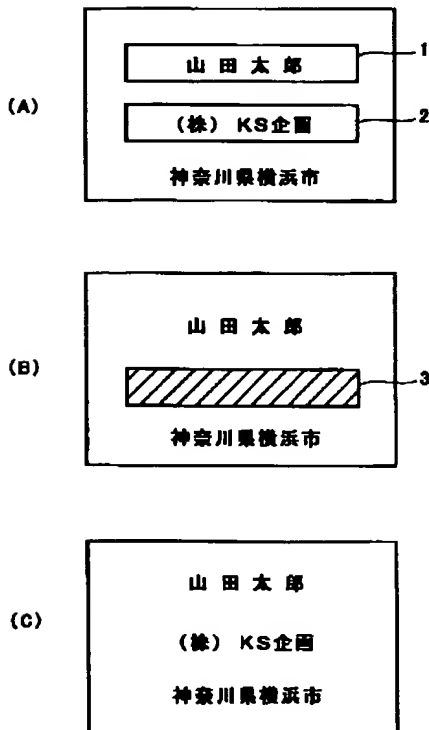 (A)
山田太郎
1
(株) KS企画
2
神奈川県横浜市
(B)
山田太郎
3
神奈川県横浜市
(C)
山田太郎
(株) KS企画
神奈川県横浜市